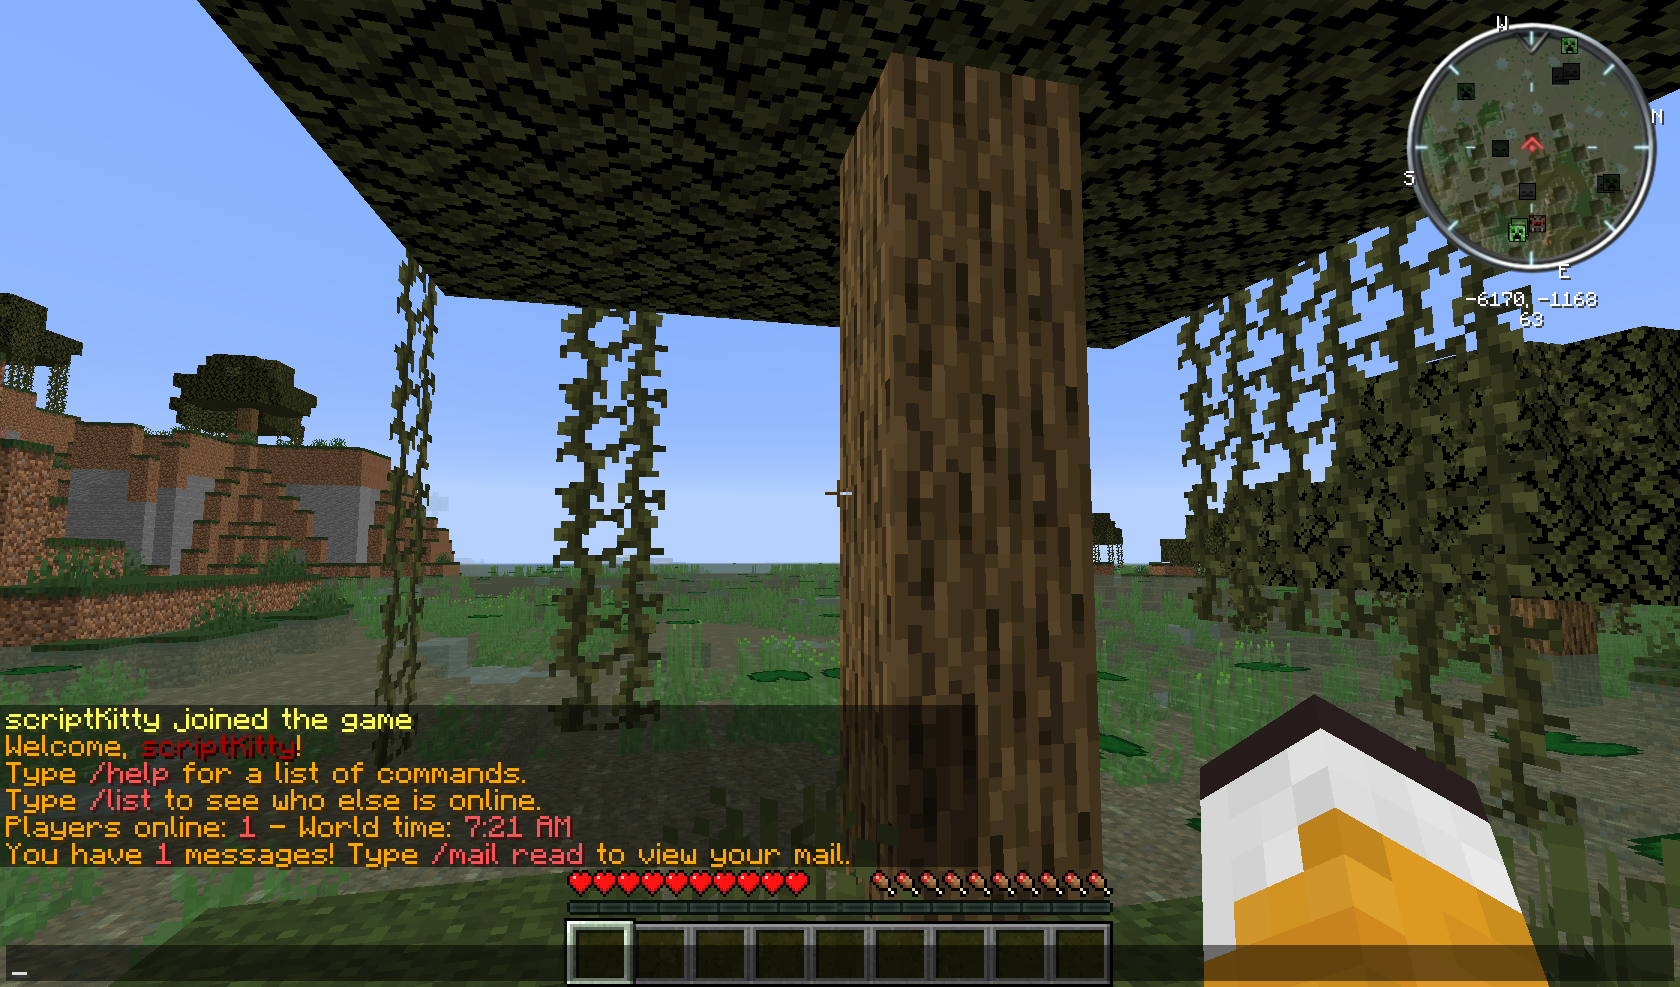 W
N
S
E
-6170, -1168
63
scriptKitty joined the game
Welcome, scriptKitty!
Type /help for a list of commands.
Type /list to see who else is online.
Players online: 1 - World time: 7:21 AM
You have 1 messages! Type /mail read to view your mail.
_